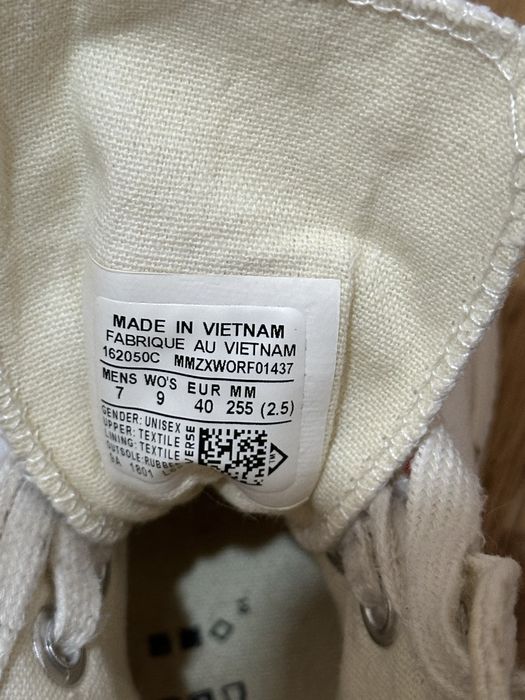 MADE IN VIETNAM
FABRIQUE AU VIETNAM
162050C MMZXWORF01437
MENS WO'S EUR MM
7 9 40 255 (2.5)
GENDER: UNISEX
UPPER: TEXTILE
LINING: TEXTILE
OUTSOLE: RUBBER
1801